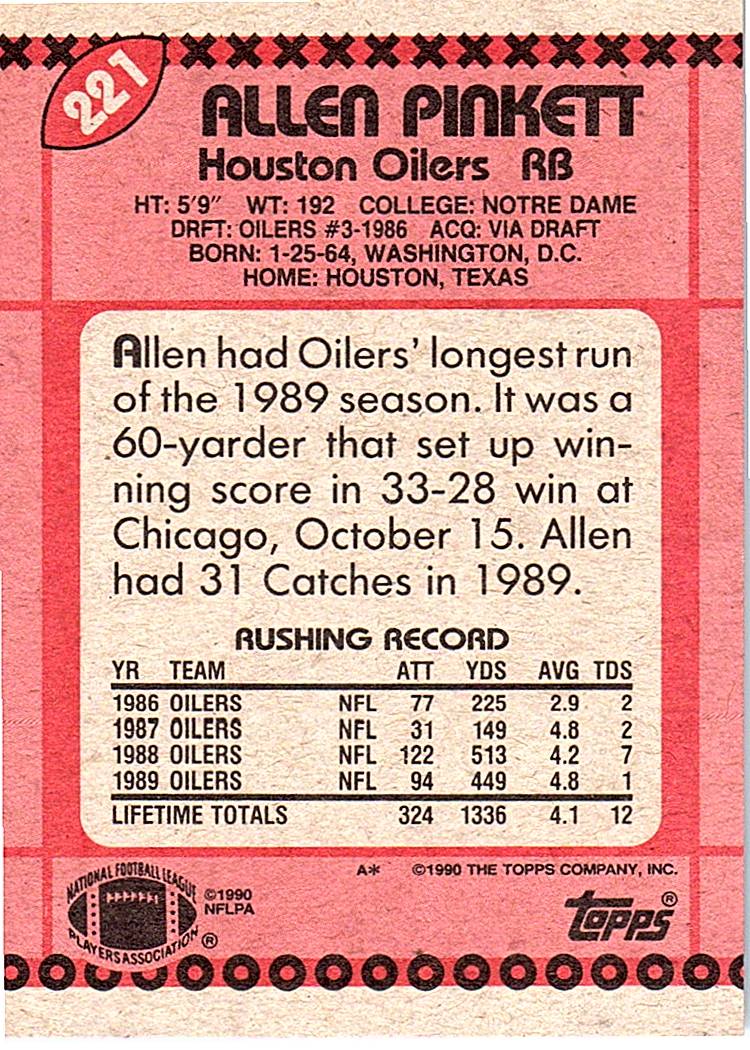 221
ALLEN PINKETT
Houston Oilers RB
HT: 5'9" WT: 192 COLLEGE: NOTRE DAME
DRFT: OILERS #3-1986 ACQ: VIA DRAFT
BORN: 1-25-64, WASHINGTON, D.C.
HOME: HOUSTON, TEXAS
Allen had Oilers' longest run
of the 1989 season. It was a
60-yarder that set up win-
ning score in 33-28 win at
Chicago, October 15. Allen
had 31 Catches in 1989.
RUSHING RECORD
YR TEAM ATT YDS AVG TDS
1986 OILERS NFL 77 225 2.9 2
1987 OILERS NFL 31 149 4.8 2
1988 OILERS NFL 122 513 4.2 7
1989 OILERS NFL 94 449 4.8 1
LIFETIME TOTALS 324 1336 4.1 12
A* ©1990 THE TOPPS COMPANY, INC.
NATIONAL FOOTBALL LEAGUE
PLAYERS ASSOCIATION ®
©1990
NFLPA
topps ®